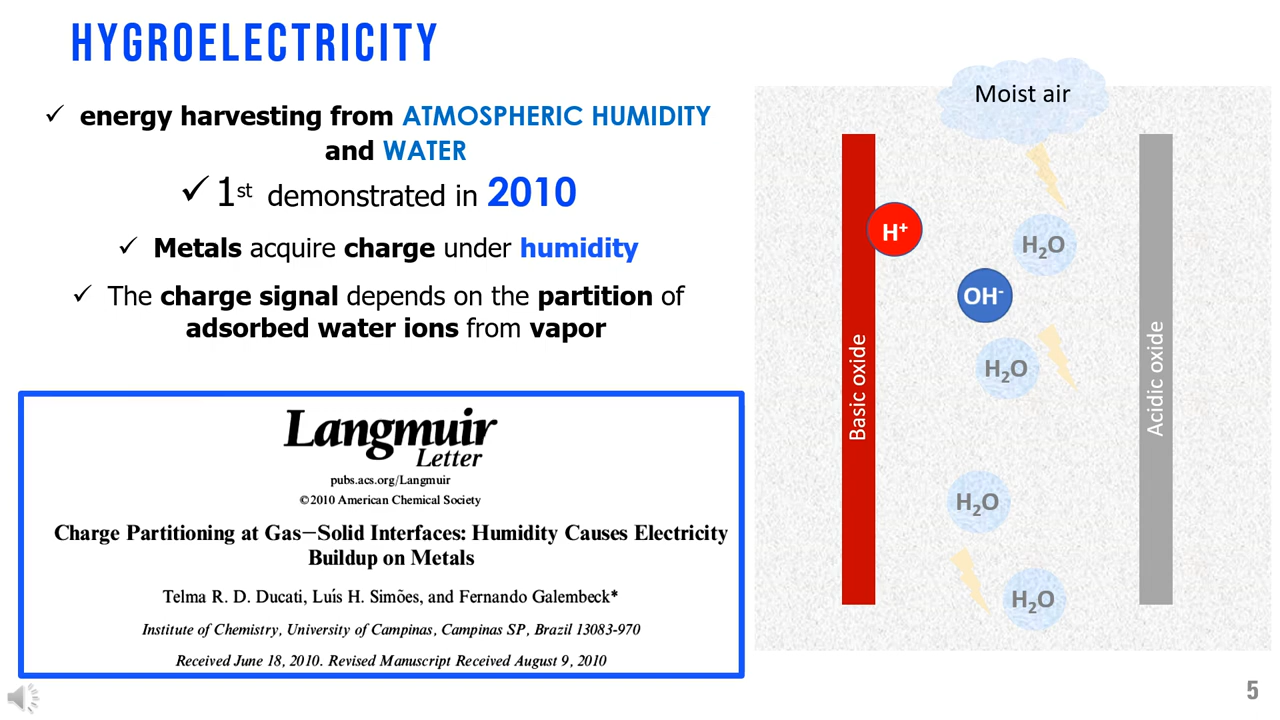 HYGROELECTRICITY
✓ energy harvesting from ATMOSPHERIC HUMIDITY
and WATER
✓ 1st demonstrated in 2010
✓ Metals acquire charge under humidity
✓ The charge signal depends on the partition of
adsorbed water ions from vapor
Langmuir
Letter
pubs.acs.org/Langmuir
©2010 American Chemical Society
Charge Partitioning at Gas−Solid Interfaces: Humidity Causes Electricity
Buildup on Metals
Telma R. D. Ducati, Luís H. Simões, and Fernando Galembeck*
Institute of Chemistry, University of Campinas, Campinas SP, Brazil 13083-970
Received June 18, 2010. Revised Manuscript Received August 9, 2010
Moist air
Basic oxide
H+
H2O
OH-
H2O
H2O
H2O
Acidic oxide
5